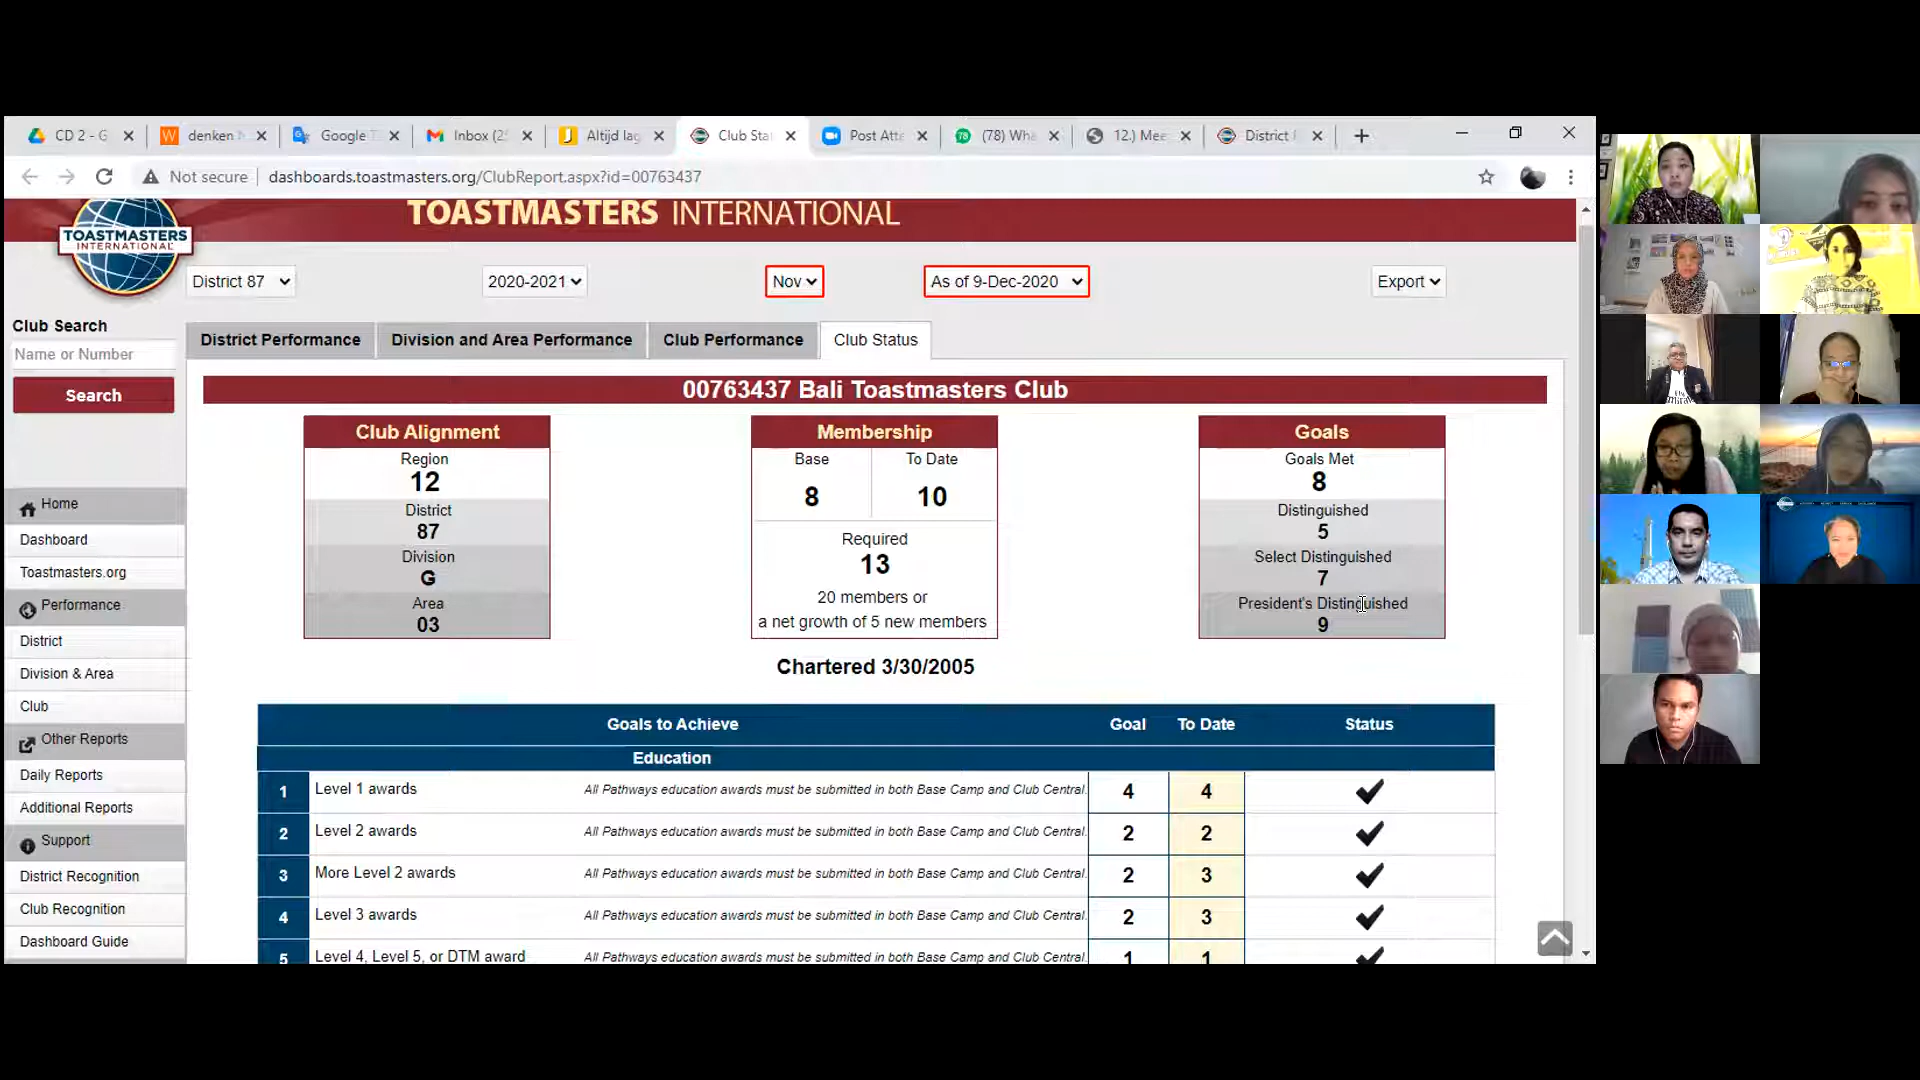 CD 2 - G
denken
Google
Inbox (2
Altijd lag
Club Sta
Post Atte
(78) Wha
12.) Mee
District
Not secure
dashboards.toastmasters.org/ClubReport.aspx?id=00763437
TOASTMASTERS INTERNATIONAL
TOASTMASTERS
INTERNATIONAL
District 87
2020-2021
Nov
As of 9-Dec-2020
Export
Club Search
Name or Number
Search
District Performance
Division and Area Performance
Club Performance
Club Status
00763437 Bali Toastmasters Club
Club Alignment
Region
12
District
87
Division
G
Area
03
Membership
Base
To Date
8
10
Required
13
20 members or
a net growth of 5 new members
Goals
Goals Met
8
Distinguished
5
Select Distinguished
7
President's Distinguished
9
Chartered 3/30/2005
Home
Dashboard
Toastmasters.org
Performance
District
Division & Area
Club
Other Reports
Daily Reports
Additional Reports
Support
District Recognition
Club Recognition
Dashboard Guide
Goals to Achieve Goal To Date Status
Education
1 Level 1 awards All Pathways education awards must be submitted in both Base Camp and Club Central. 4 4
2 Level 2 awards All Pathways education awards must be submitted in both Base Camp and Club Central. 2 2
3 More Level 2 awards All Pathways education awards must be submitted in both Base Camp and Club Central. 2 3
4 Level 3 awards All Pathways education awards must be submitted in both Base Camp and Club Central. 2 3
5 Level 4, Level 5, or DTM award All Pathways education awards must be submitted in both Base Camp and Club Central. 1 1